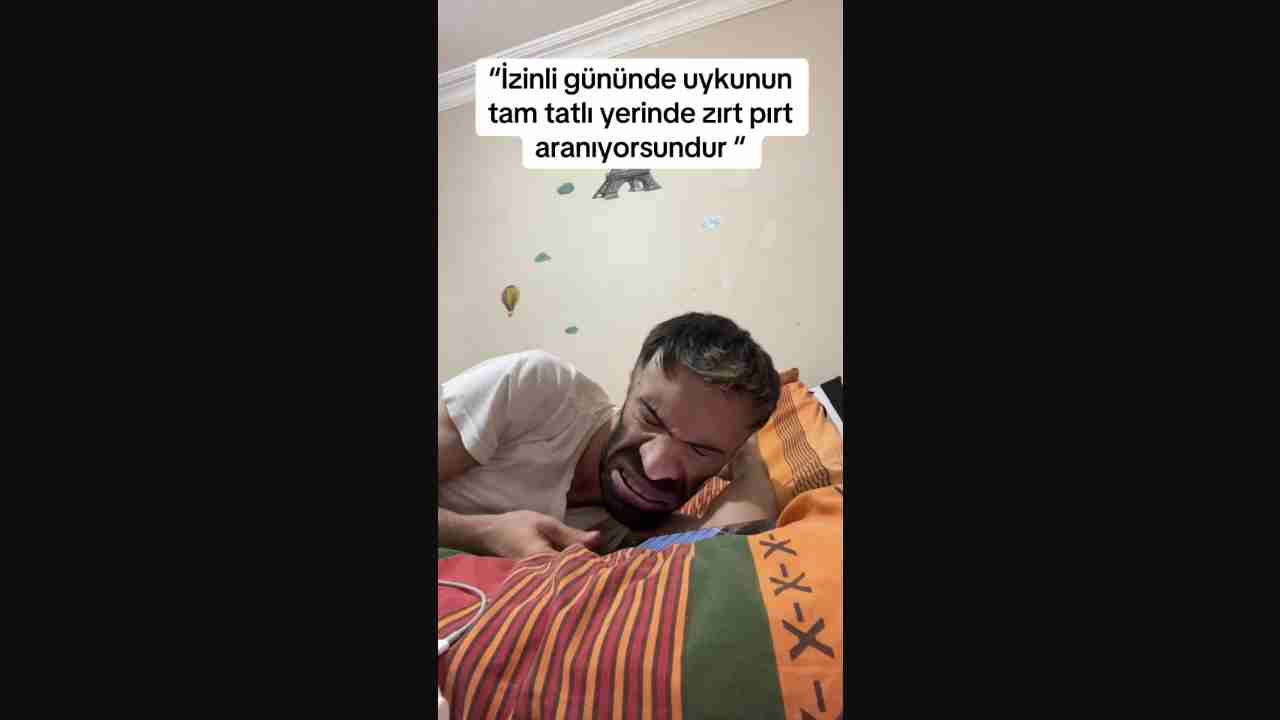 “İzinli gününde uykunun
tam tatlı yerinde zırt pırt
aranıyorsundur “